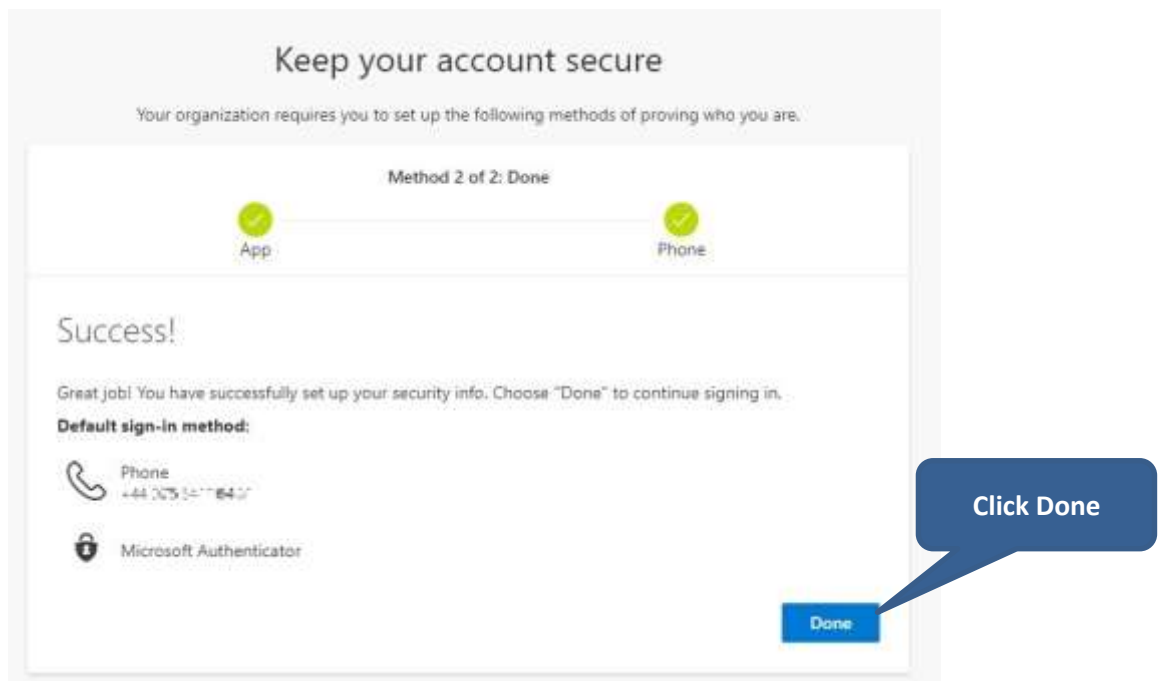 Keep your account secure
Your organization requires you to set up the following methods of proving who you are.
Method 2 of 2: Done
App
Phone
Success!
Great job! You have successfully set up your security info. Choose "Done" to continue signing in.
Default sign-in method:
Phone
+44
Microsoft Authenticator
Click Done
Done